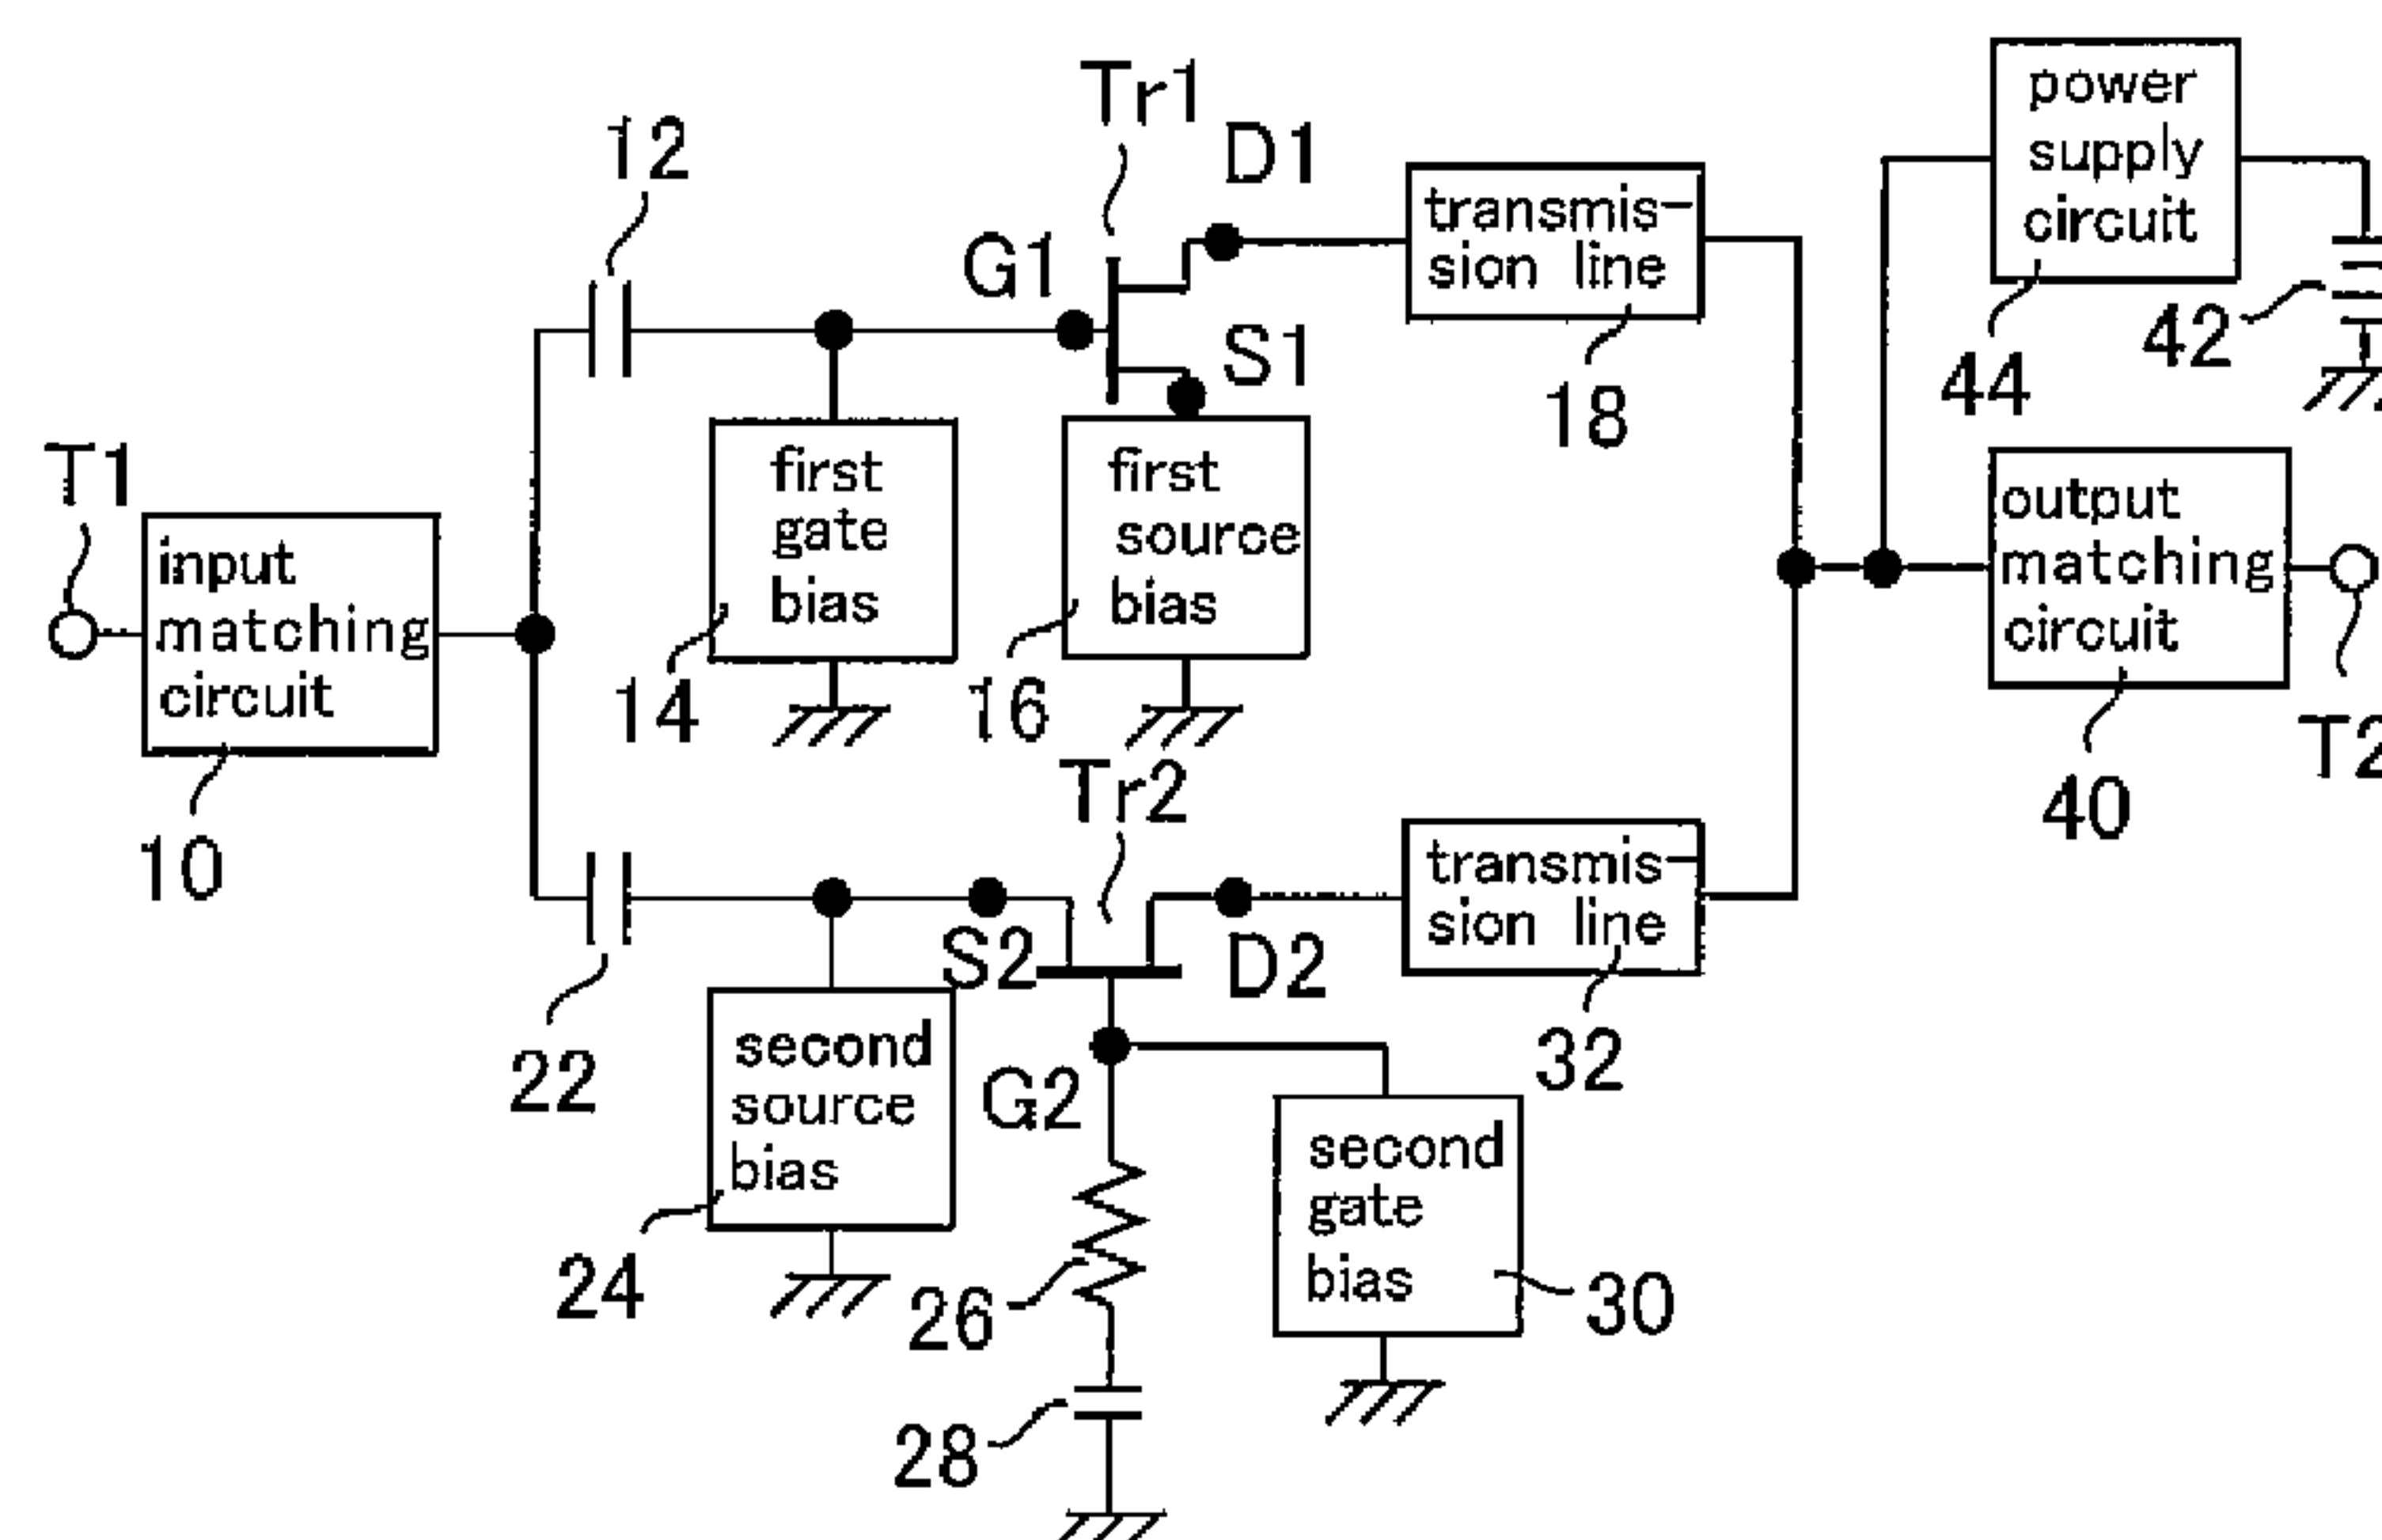 Tr1
D1
12
power
supply
circuit
transmis-
sion line
G1
S1
44
42
18
T1
input
matching
circuit
first
gate
bias
first
source
bias
output
matching
circuit
14
16
T2
10
Tr2
40
transmis-
sion line
S2
D2
22
second
source
bias
G2
32
second
gate
bias
24
26
30
28